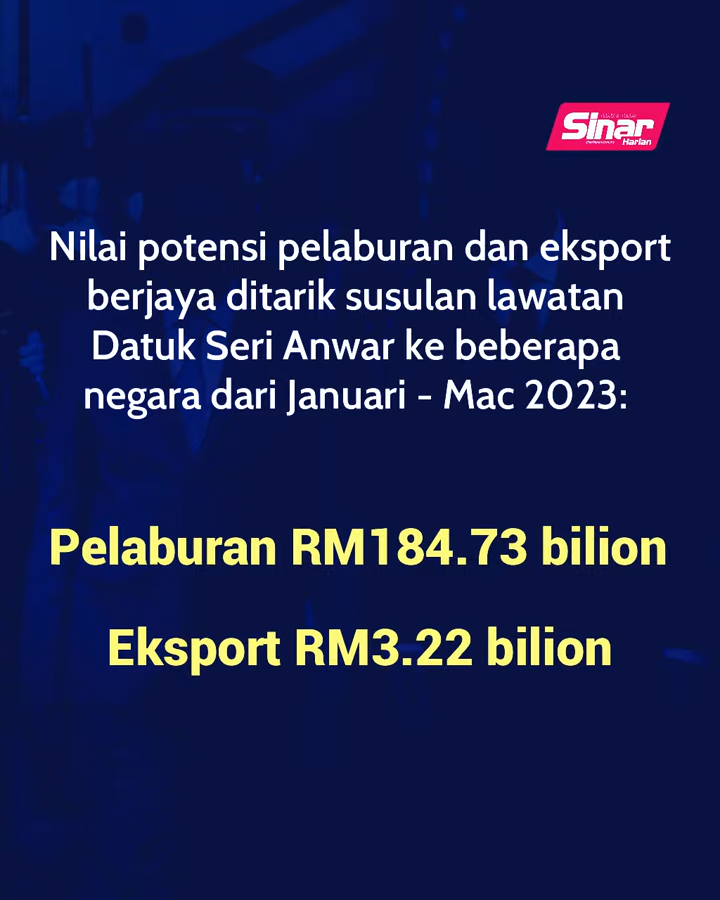 Sinar
Harian
Nilai potensi pelaburan dan eksport
berjaya ditarik susulan lawatan
Datuk Seri Anwar ke beberapa
negara dari Januari - Mac 2023:
Pelaburan RM184.73 bilion
Eksport RM3.22 bilion